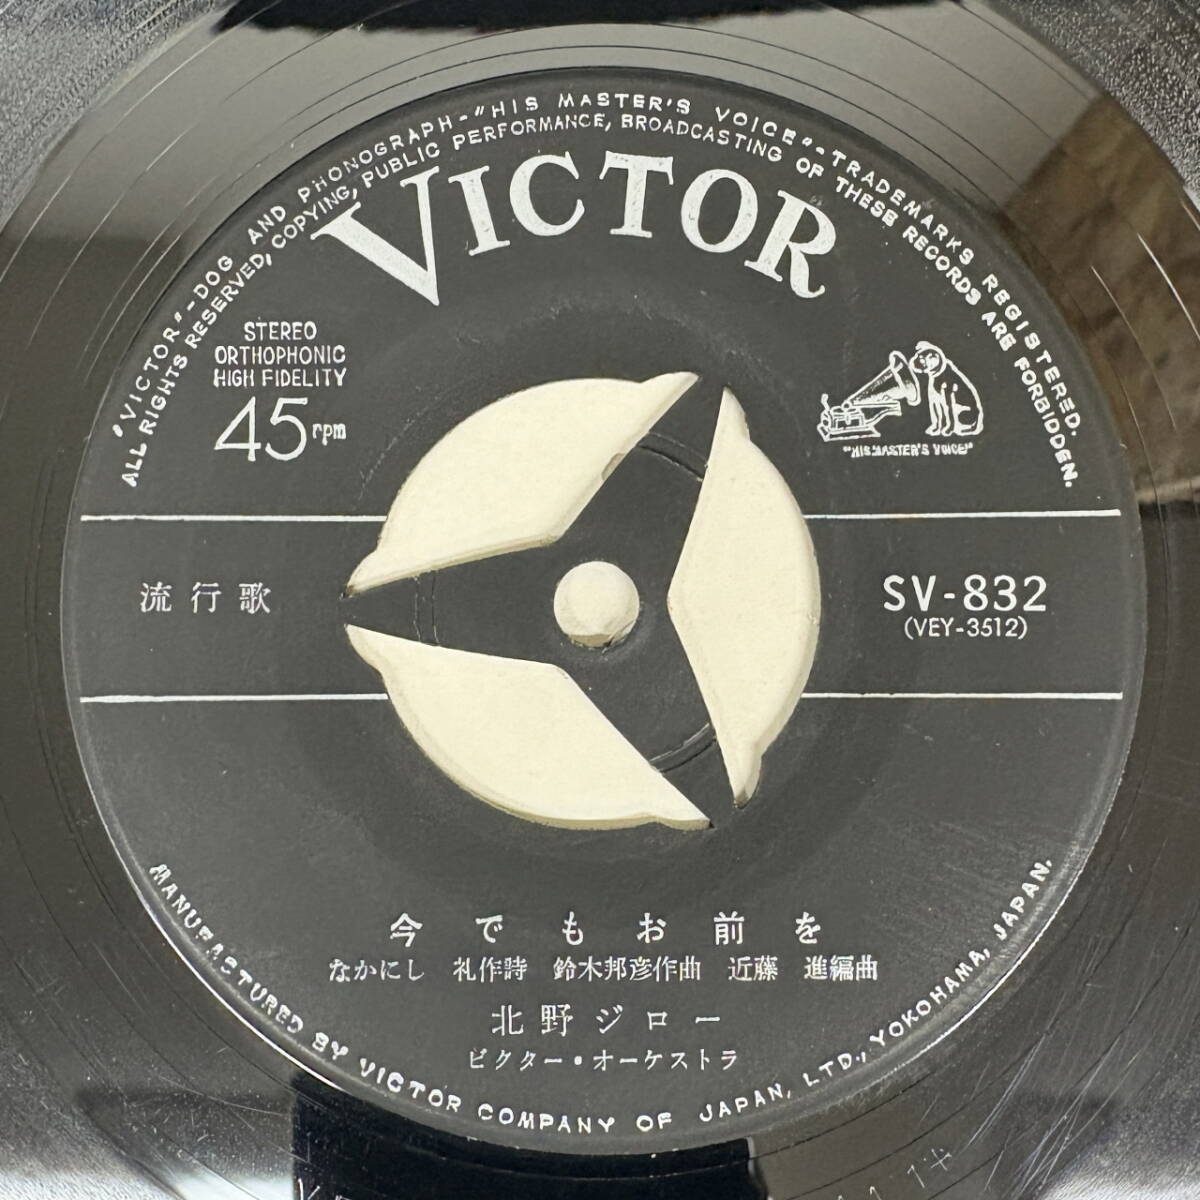 "VICTOR"-DOG AND PHONOGRAPH-"HIS MASTER'S VOICE"-TRADEMARKS REGISTERED.
ALL RIGHTS RESERVED, COPYING, PUBLIC PERFORMANCE, BROADCASTING OF THESE RECORDS ARE FORBIDDEN.
VICTOR
STEREO
ORTHOPHONIC
HIGH FIDELITY
45rpm
"HIS MASTER'S VOICE"
流行歌
SV-832
(VEY-3512)
今でもお前を
なかにし 礼作詩 鈴木邦彦作曲 近藤 進編曲
北野ジロー
ビクター・オーケストラ
MANUFACTURED BY VICTOR COMPANY OF JAPAN, LTD., YOKOHAMA, JAPAN.